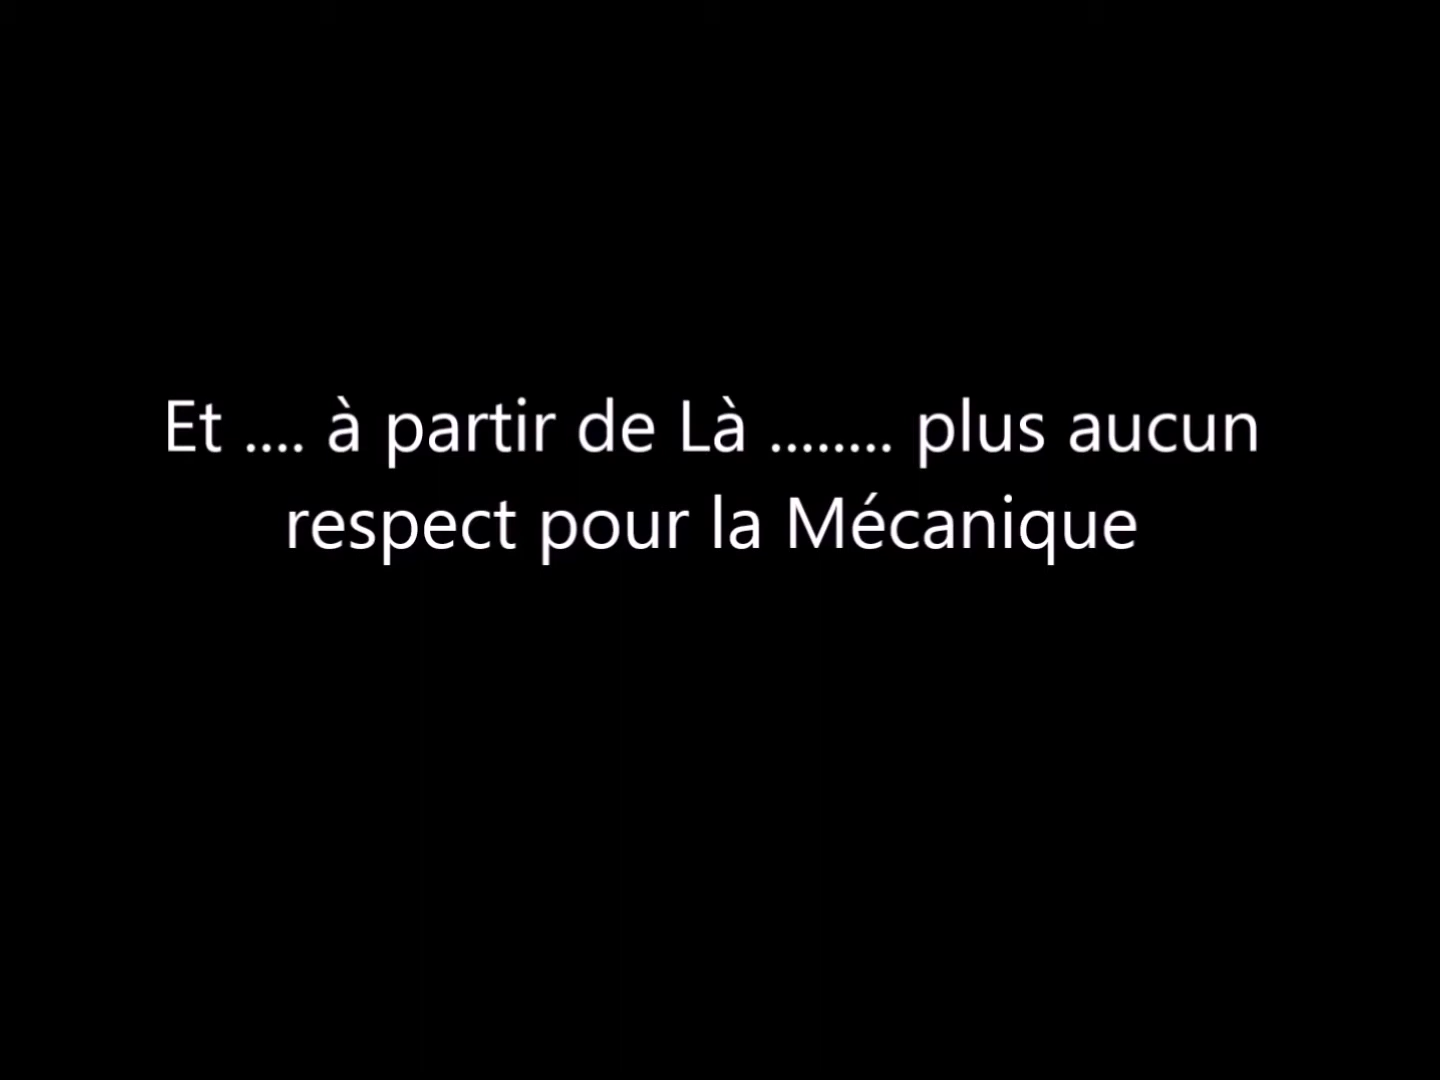 Et .... à partir de Là ........ plus aucun
respect pour la Mécanique